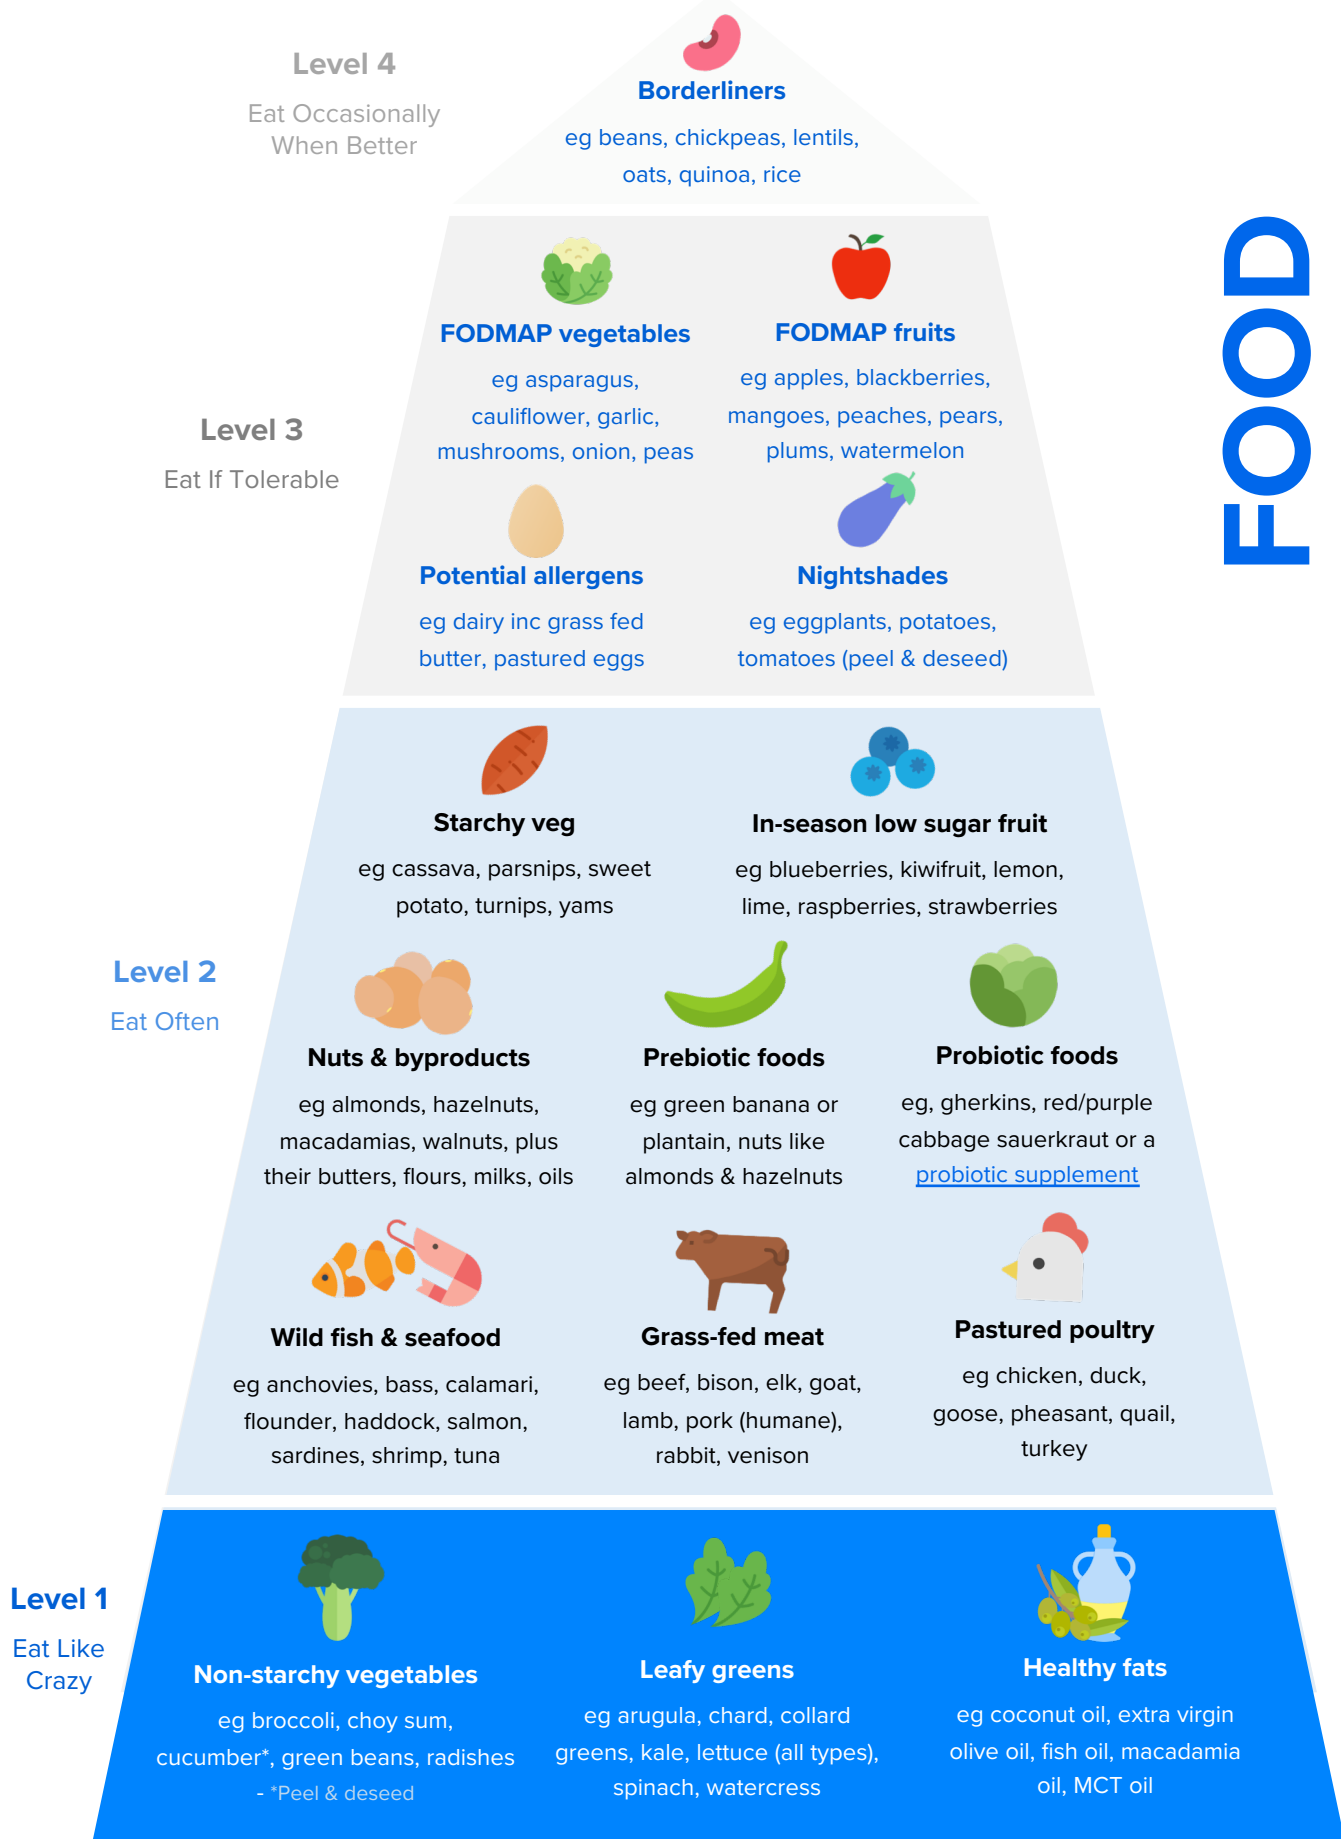 Level 4
Eat Occasionally
When Better
Borderliners
eg beans, chickpeas, lentils,
oats, quinoa, rice
FOOD
Level 3
Eat If Tolerable
FODMAP vegetables
eg asparagus,
cauliflower, garlic,
mushrooms, onion, peas
FODMAP fruits
eg apples, blackberries,
mangoes, peaches, pears,
plums, watermelon
Potential allergens
eg dairy inc grass fed
butter, pastured eggs
Nightshades
eg eggplants, potatoes,
tomatoes (peel & deseed)
Level 2
Eat Often
Starchy veg
eg cassava, parsnips, sweet
potato, turnips, yams
In-season low sugar fruit
eg blueberries, kiwifruit, lemon,
lime, raspberries, strawberries
Nuts & byproducts
eg almonds, hazelnuts,
macadamias, walnuts, plus
their butters, flours, milks, oils
Prebiotic foods
eg green banana or
plantain, nuts like
almonds & hazelnuts
Probiotic foods
eg, gherkins, red/purple
cabbage sauerkraut or a
probiotic supplement
Wild fish & seafood
eg anchovies, bass, calamari,
flounder, haddock, salmon,
sardines, shrimp, tuna
Grass-fed meat
eg beef, bison, elk, goat,
lamb, pork (humane),
rabbit, venison
Pastured poultry
eg chicken, duck,
goose, pheasant, quail,
turkey
Level 1
Eat Like
Crazy
Non-starchy vegetables
eg broccoli, choy sum,
cucumber*, green beans, radishes
- *Peel & deseed
Leafy greens
eg arugula, chard, collard
greens, kale, lettuce (all types),
spinach, watercress
Healthy fats
eg coconut oil, extra virgin
olive oil, fish oil, macadamia
oil, MCT oil